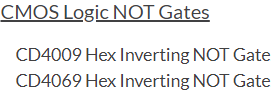 CMOS Logic NOT Gates
CD4009 Hex Inverting NOT Gate
CD4069 Hex Inverting NOT Gate